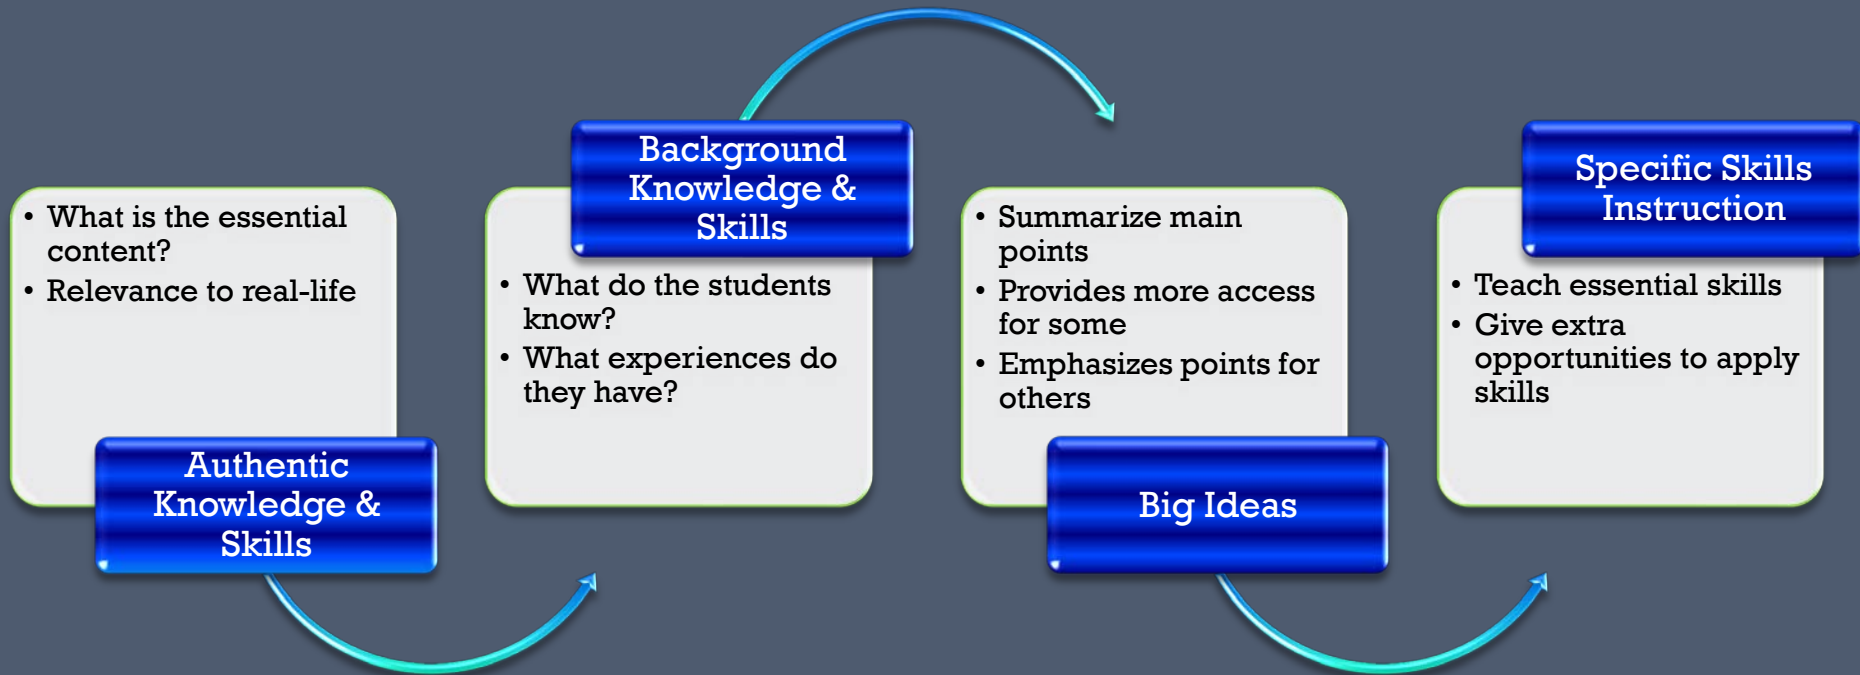 • What is the essential
content?
• Relevance to real-life
Authentic
Knowledge &
Skills
Background
Knowledge &
Skills
• What do the students
know?
• What experiences do
they have?
• Summarize main
points
• Provides more access
for some
• Emphasizes points for
others
Big Ideas
Specific Skills
Instruction
• Teach essential skills
• Give extra
opportunities to apply
skills